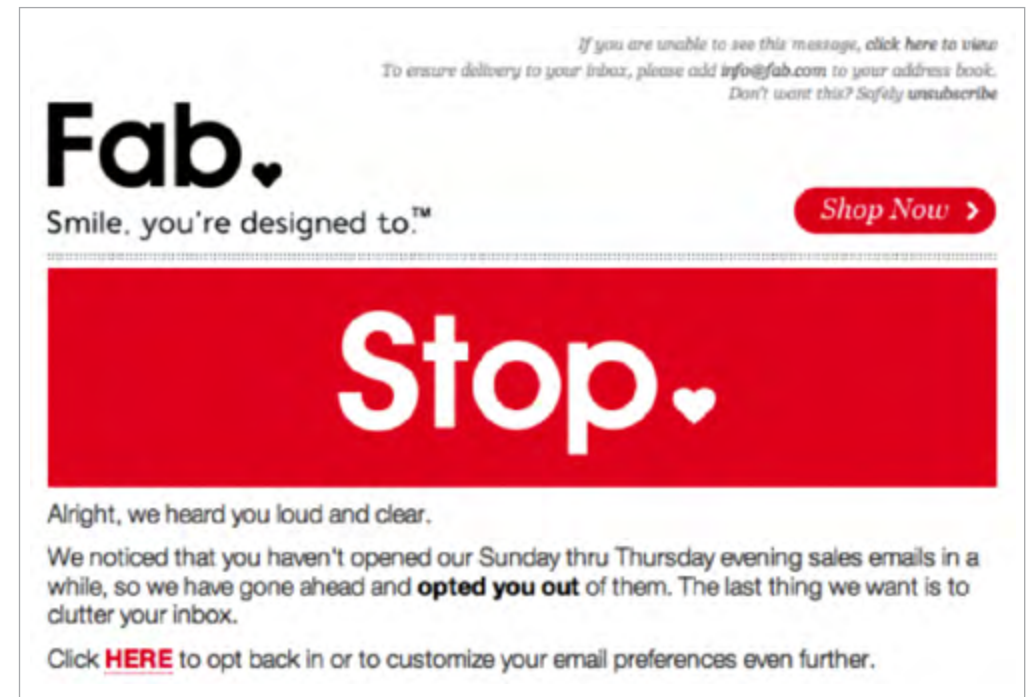 If you are unable to see this message, click here to view
To ensure delivery to your inbox, please add info@fab.com to your address book.
Don't want this? Safely unsubscribe
Fab.
Smile, you're designed to.™
Shop Now >
Stop.
Alright, we heard you loud and clear.
We noticed that you haven't opened our Sunday thru Thursday evening sales emails in a
while, so we have gone ahead and opted you out of them. The last thing we want is to
clutter your inbox.
Click HERE to opt back in or to customize your email preferences even further.